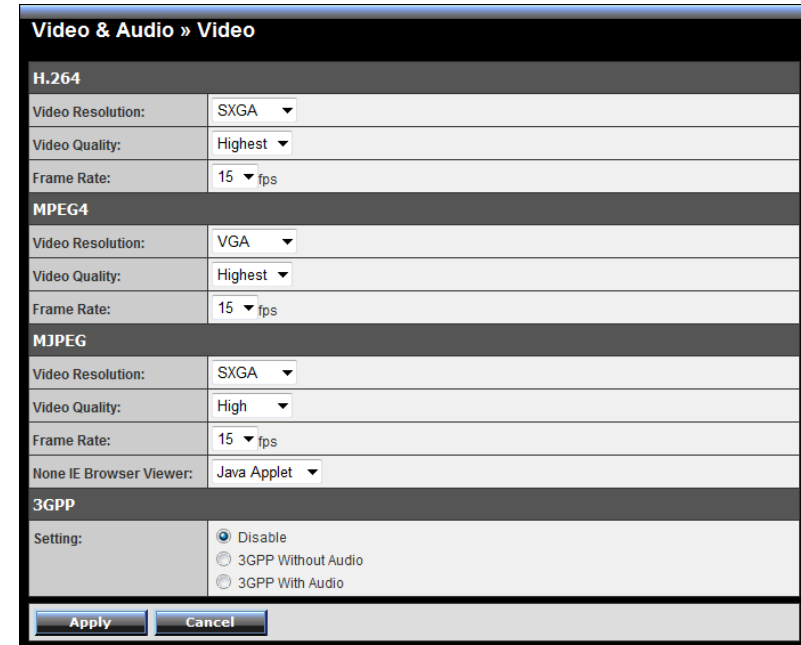 Video & Audio » Video
H.264
Video Resolution: SXGA
Video Quality: Highest
Frame Rate: 15 fps
MPEG4
Video Resolution: VGA
Video Quality: Highest
Frame Rate: 15 fps
MJPEG
Video Resolution: SXGA
Video Quality: High
Frame Rate: 15 fps
None IE Browser Viewer: Java Applet
3GPP
Setting: Disable
3GPP Without Audio
3GPP With Audio
Apply Cancel